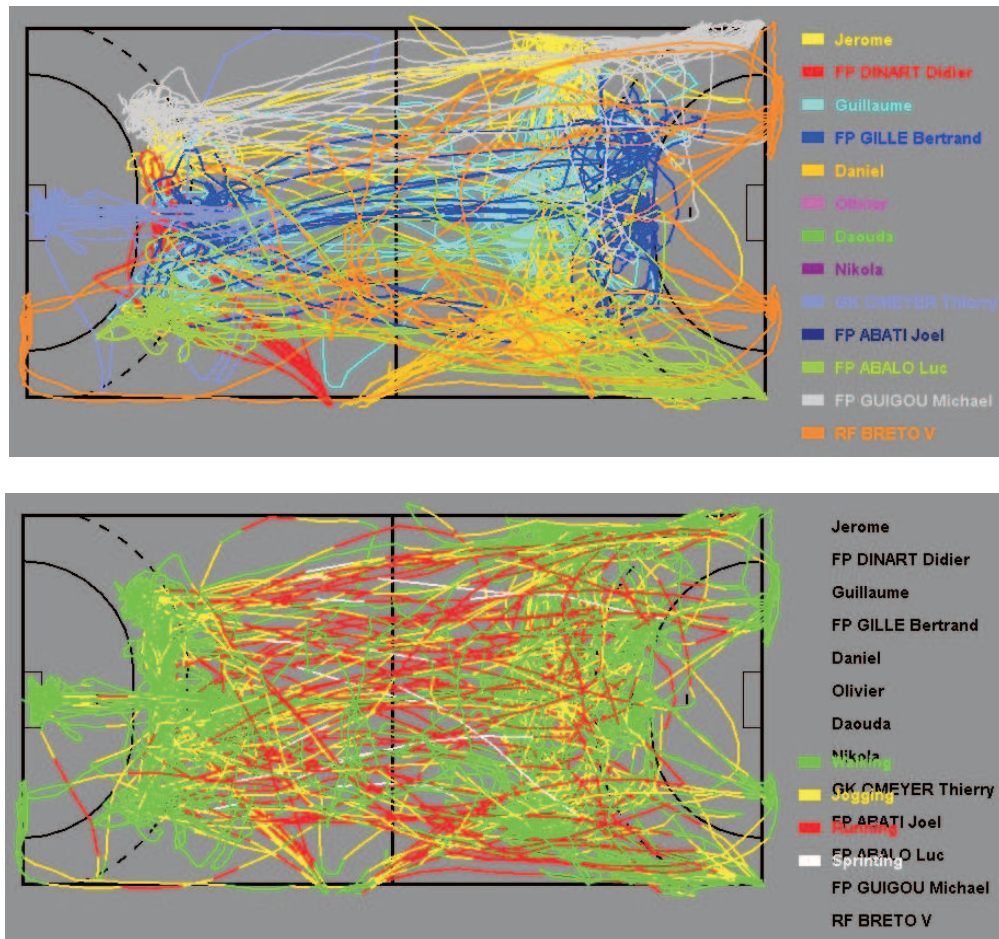 Jerome
FP DINART Didier
Guillaume
FP GILLE Bertrand
Daniel
Olivier
Daouda
Nikola
GK OMEYER Thierry
FP ABATI Joel
FP ABALO Luc
FP GUIGOU Michael
RF BRETO V
Jerome
FP DINART Didier
Guillaume
FP GILLE Bertrand
Daniel
Olivier
Daouda
Nikola
Walking
GK OMEYER Thierry
Jogging
FP ABATI Joel
Running
FP ABALO Luc
Sprinting
FP GUIGOU Michael
RF BRETO V